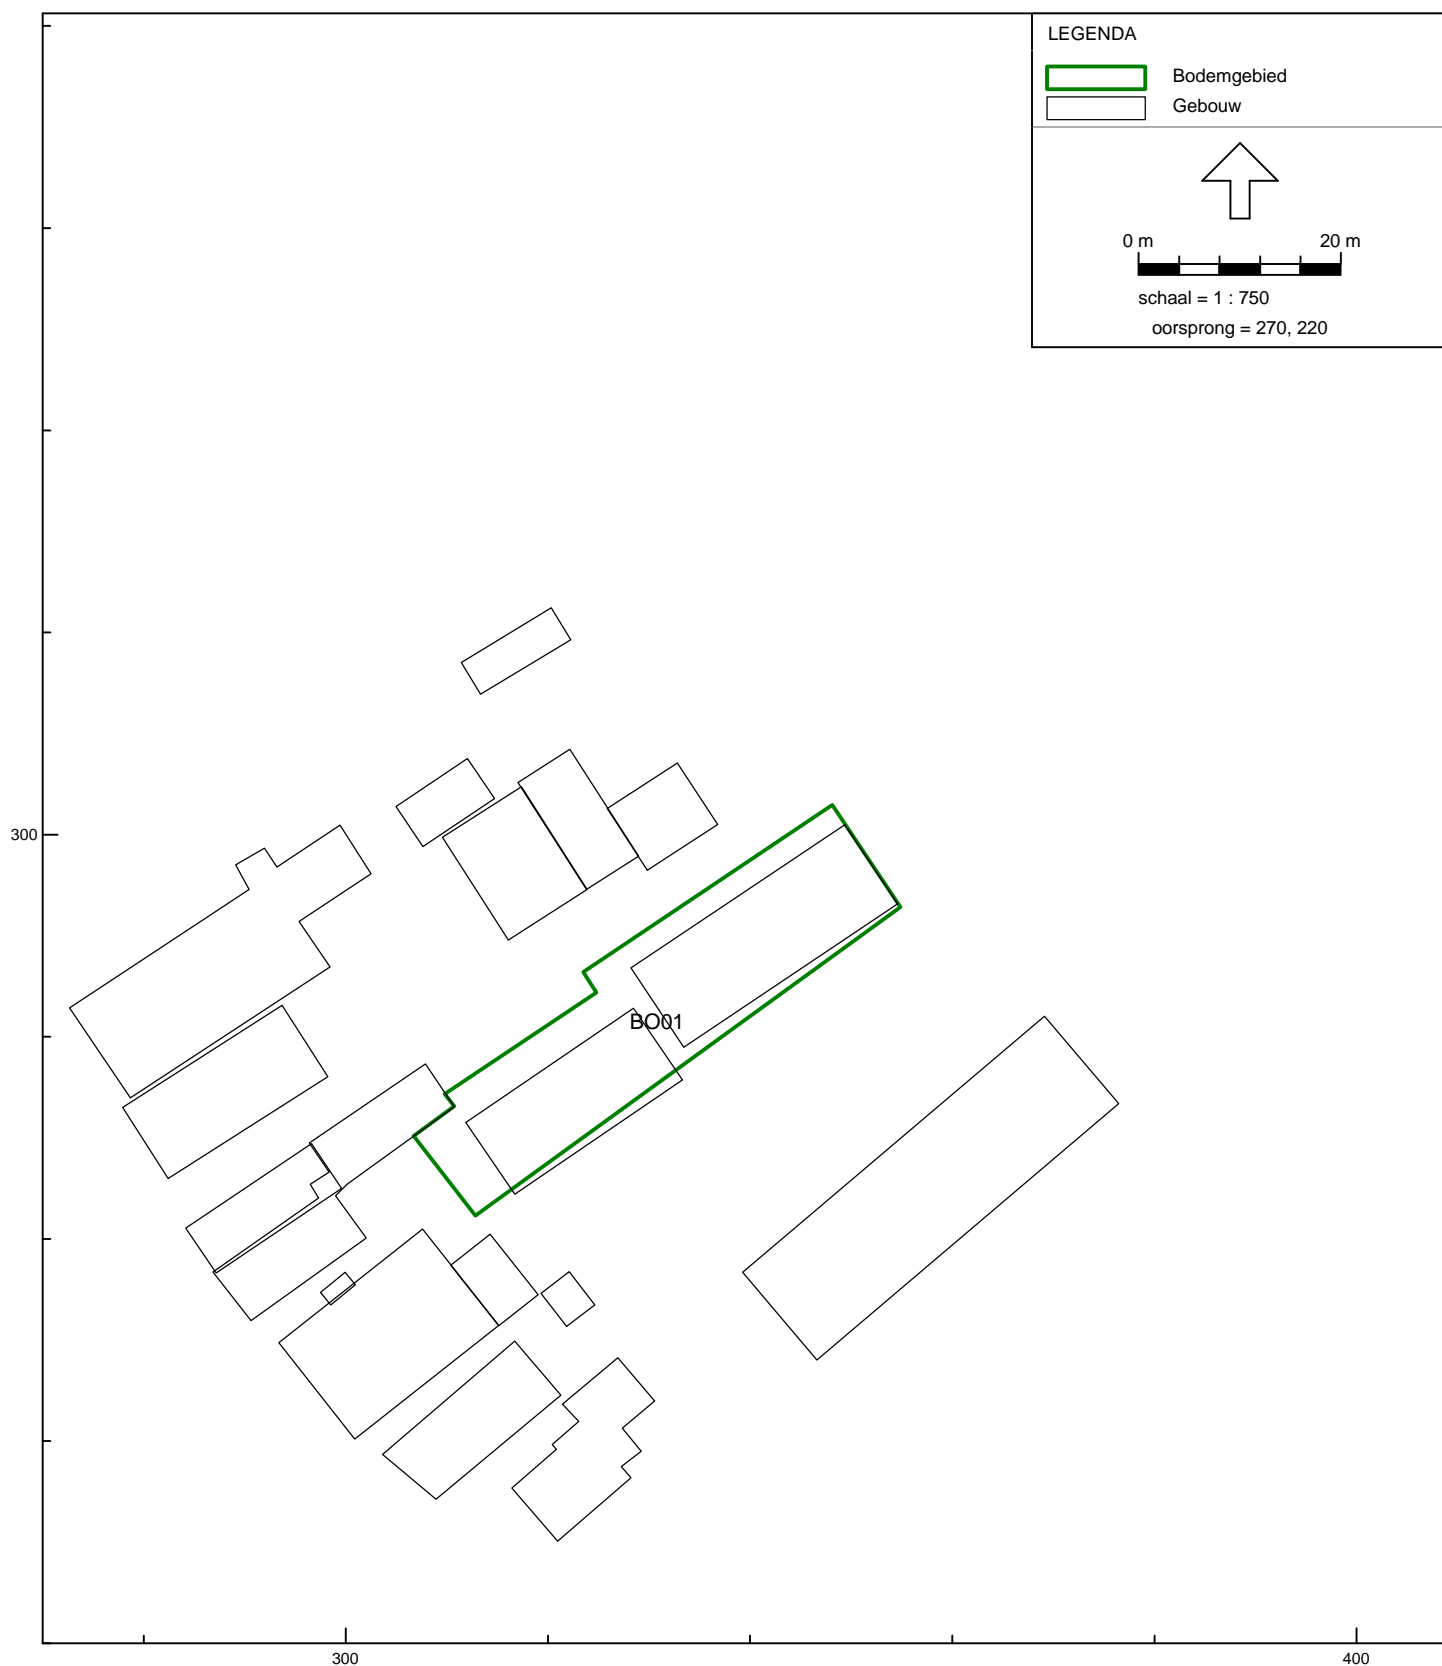 LEGENDA
Bodemgebied
Gebouw
0 m 20 m
schaal = 1 : 750
oorsprong = 270, 220
300
BO01
300 400